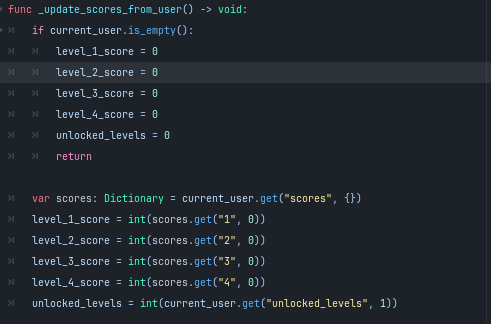 func _update_scores_from_user() -> void:
if current_user.is_empty():
level_1_score = 0
level_2_score = 0
level_3_score = 0
level_4_score = 0
unlocked_levels = 0
return
var scores: Dictionary = current_user.get("scores", {})
level_1_score = int(scores.get("1", 0))
level_2_score = int(scores.get("2", 0))
level_3_score = int(scores.get("3", 0))
level_4_score = int(scores.get("4", 0))
unlocked_levels = int(current_user.get("unlocked_levels", 1))